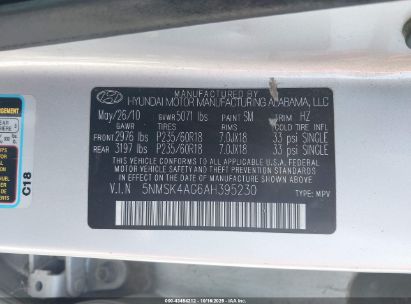 MANUFACTURED BY
HYUNDAI MOTOR MANUFACTURING ALABAMA, LLC
May/26/10 GVWR 5071 lbs PAINT SM TRIM HZ
GAWR TIRE RIM COLD TIRE INF
FRONT 2976 lbs P235/60R18 7.0JX18 33 psi SINGLE
REAR 3197 lbs P235/60R18 7.0JX18 33 psi SINGLE
THIS VEHICLE CONFORMS TO ALL APPLICABLE U.S.A. FEDERAL MOTOR
VEHICLE SAFETY AND THEFT PREVENTION STANDARDS IN EFFECT ON
THE DATE OF MANUFACTURE SHOWN ABOVE.
V.I.N 5NMSK4AG6AH395230 TYPE: MPV
C18